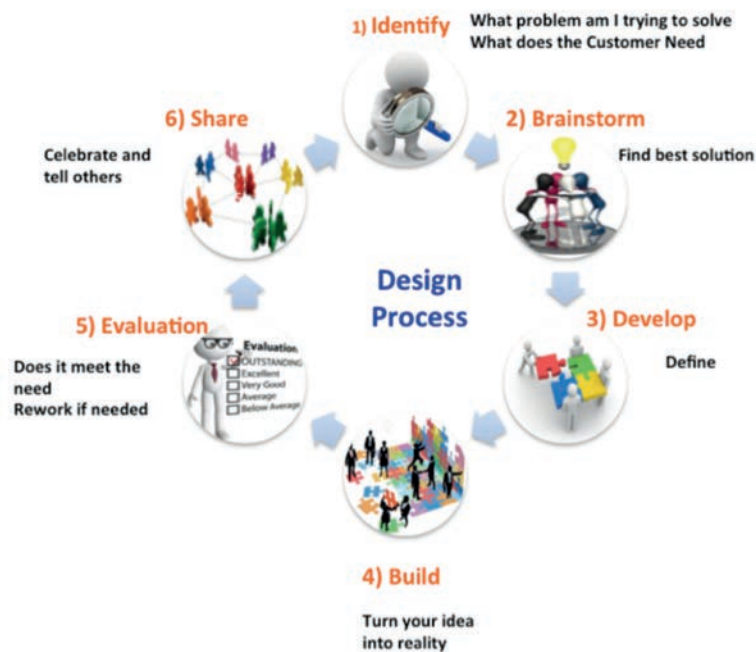 1) Identify
What problem am I trying to solve
What does the Customer Need
2) Brainstorm
Find best solution
3) Develop
Define
4) Build
Turn your idea
into reality
5) Evaluation
Does it meet the
need
Rework if needed
Evaluation
OUTSTANDING
Excellent
Very Good
Average
Below Average
6) Share
Celebrate and
tell others
Design
Process